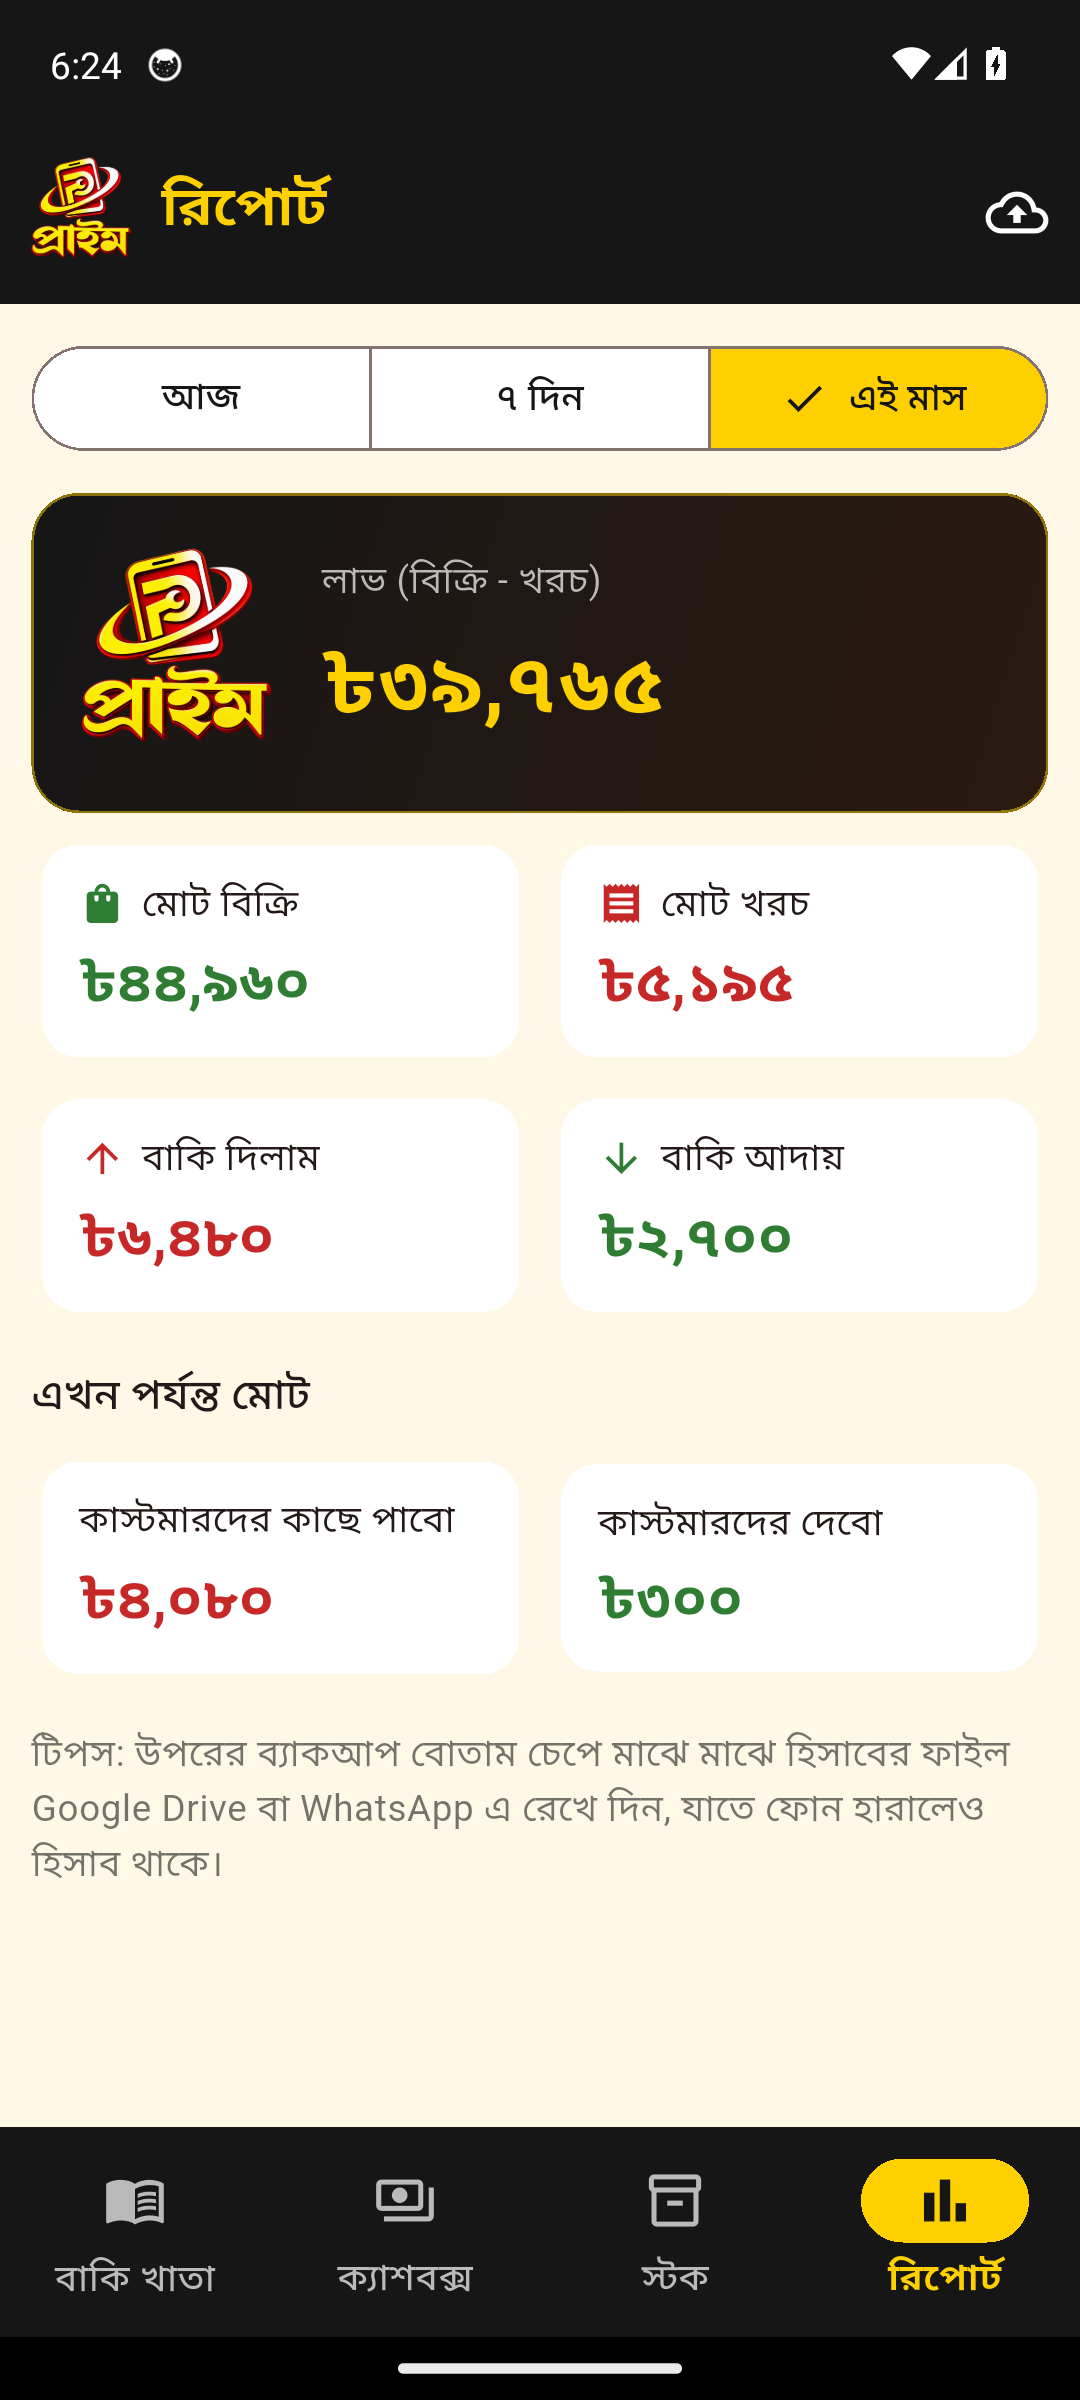 6:24
প্রাইম
রিপোর্ট
আজ
৭ দিন
এই মাস
প্রাইম
লাভ (বিক্রি - খরচ)
৳৩৯,৭৬৫
মোট বিক্রি
৳৪৪,৯৬০
মোট খরচ
৳৫,১৯৫
বাকি দিলাম
৳৬,৪৮০
বাকি আদায়
৳২,৭০০
এখন পর্যন্ত মোট
কাস্টমারদের কাছে পাবো
৳৪,০৮০
কাস্টমারদের দেবো
৳৩০০
টিপস: উপরের ব্যাকআপ বোতাম চেপে মাঝে মাঝে হিসাবের ফাইল
Google Drive বা WhatsApp এ রেখে দিন, যাতে ফোন হারালেও
হিসাব থাকে।
বাকি খাতা
ক্যাশবক্স
স্টক
রিপোর্ট